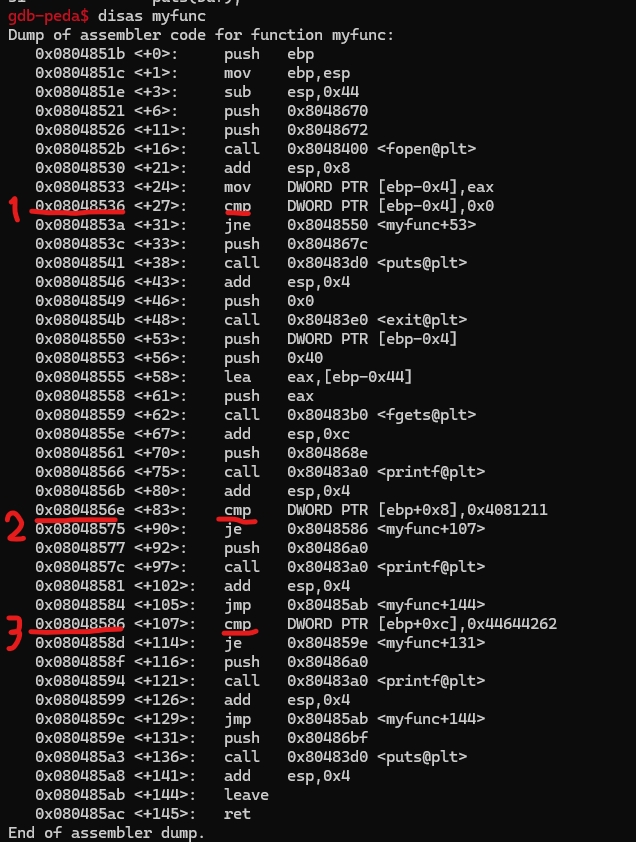 gdb-peda$ disas myfunc
Dump of assembler code for function myfunc:
0x0804851b <+0>: push ebp
0x0804851c <+1>: mov ebp,esp
0x0804851e <+3>: sub esp,0x44
0x08048521 <+6>: push 0x8048670
0x08048526 <+11>: push 0x8048672
0x0804852b <+16>: call 0x8048400 <fopen@plt>
0x08048530 <+21>: add esp,0x8
0x08048533 <+24>: mov DWORD PTR [ebp-0x4],eax
1 0x08048536 <+27>: cmp DWORD PTR [ebp-0x4],0x0
0x0804853a <+31>: jne 0x8048550 <myfunc+53>
0x0804853c <+33>: push 0x804867c
0x08048541 <+38>: call 0x80483d0 <puts@plt>
0x08048546 <+43>: add esp,0x4
0x08048549 <+46>: push 0x0
0x0804854b <+48>: call 0x80483e0 <exit@plt>
0x08048550 <+53>: push DWORD PTR [ebp-0x4]
0x08048553 <+56>: push 0x40
0x08048555 <+58>: lea eax,[ebp-0x44]
0x08048558 <+61>: push eax
0x08048559 <+62>: call 0x80483b0 <fgets@plt>
0x0804855e <+67>: add esp,0xc
0x08048561 <+70>: push 0x804868e
0x08048566 <+75>: call 0x80483a0 <printf@plt>
0x0804856b <+80>: add esp,0x4
2 0x0804856e <+83>: cmp DWORD PTR [ebp+0x8],0x4081211
0x08048575 <+90>: je 0x8048586 <myfunc+107>
0x08048577 <+92>: push 0x80486a0
0x0804857c <+97>: call 0x80483a0 <printf@plt>
0x08048581 <+102>: add esp,0x4
0x08048584 <+105>: jmp 0x80485ab <myfunc+144>
3 0x08048586 <+107>: cmp DWORD PTR [ebp+0xc],0x44644262
0x0804858d <+114>: je 0x804859e <myfunc+131>
0x0804858f <+116>: push 0x80486a0
0x08048594 <+121>: call 0x80483a0 <printf@plt>
0x08048599 <+126>: add esp,0x4
0x0804859c <+129>: jmp 0x80485ab <myfunc+144>
0x0804859e <+131>: push 0x80486bf
0x080485a3 <+136>: call 0x80483d0 <puts@plt>
0x080485a8 <+141>: add esp,0x4
0x080485ab <+144>: leave
0x080485ac <+145>: ret
End of assembler dump.